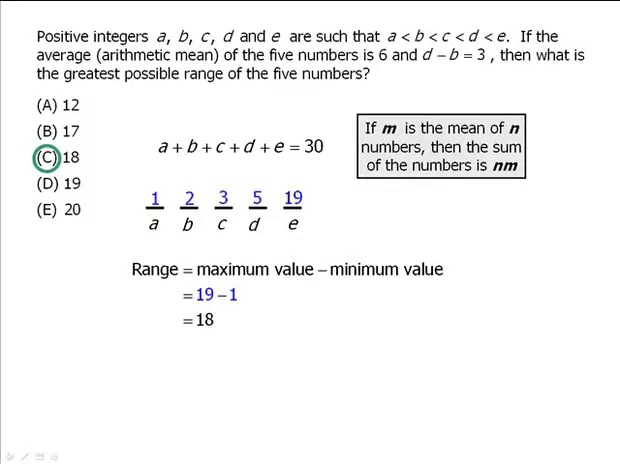 Positive integers a, b, c, d and e are such that a < b < c < d < e. If the
average (arithmetic mean) of the five numbers is 6 and d – b = 3 , then what is
the greatest possible range of the five numbers?
(A) 12
(B) 17
(C) 18
(D) 19
(E) 20
a + b + c + d + e = 30
If m is the mean of n
numbers, then the sum
of the numbers is nm
1 2 3 5 19
a b c d e
Range = maximum value – minimum value
= 19 – 1
= 18